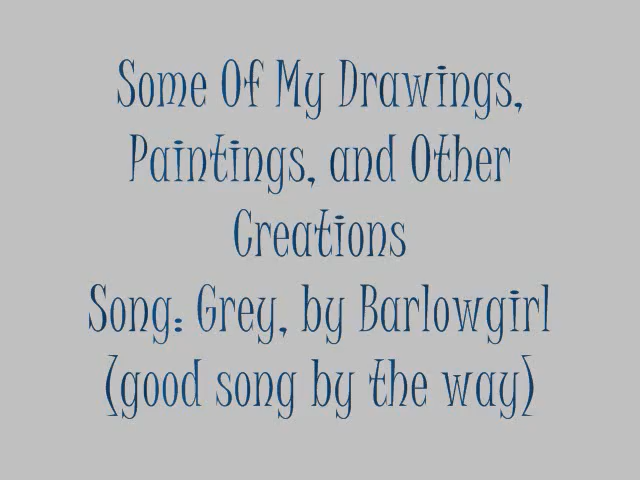 Some Of My Drawings,
Paintings, and Other
Creations
Song: Grey, by Barlowgirl
(good song by the way)